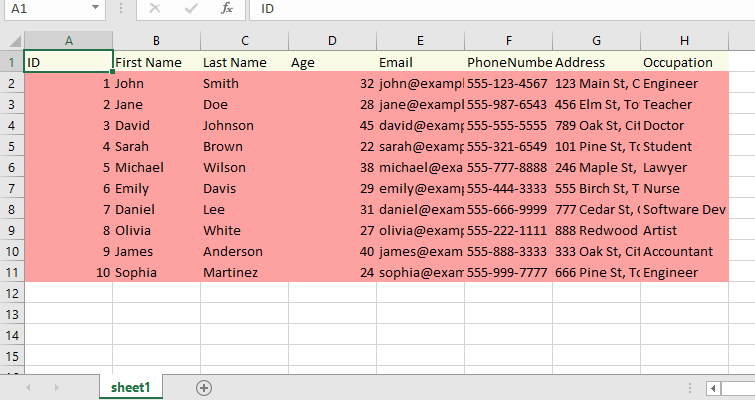 A1 fx ID
A B C D E F G H
1 ID First Name Last Name Age Email PhoneNumbe Address Occupation
2 1 John Smith 32 john@exampl 555-123-4567 123 Main St, C Engineer
3 2 Jane Doe 28 jane@exampl 555-987-6543 456 Elm St, To Teacher
4 3 David Johnson 45 david@examp 555-555-5555 789 Oak St, Cit Doctor
5 4 Sarah Brown 22 sarah@examp 555-321-6549 101 Pine St, To Student
6 5 Michael Wilson 38 michael@exa 555-777-8888 246 Maple St, Lawyer
7 6 Emily Davis 29 emily@examp 555-444-3333 555 Birch St, T Nurse
8 7 Daniel Lee 31 daniel@exam 555-666-9999 777 Cedar St, Software Dev
9 8 Olivia White 27 olivia@examp 555-222-1111 888 Redwood Artist
10 9 James Anderson 40 james@exam 555-888-3333 333 Oak St, Cit Accountant
11 10 Sophia Martinez 24 sophia@exam 555-999-7777 666 Pine St, To Engineer
12
13
14
15
sheet1